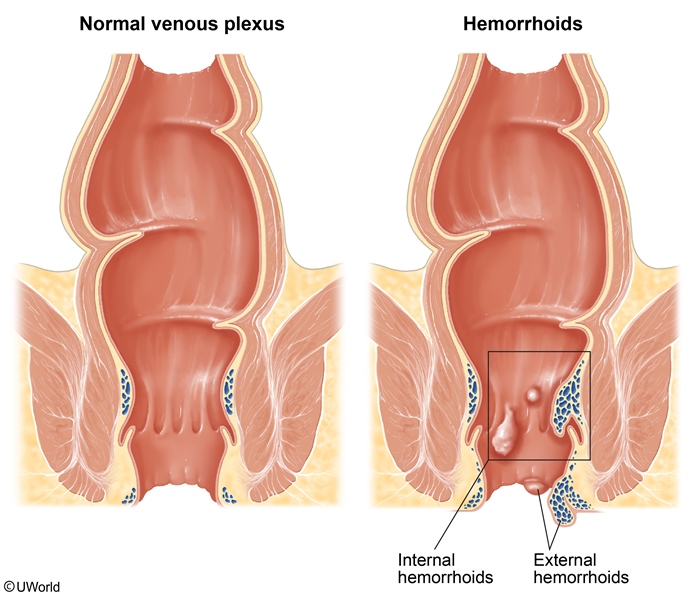 Normal venous plexus
Hemorrhoids
Internal
hemorrhoids
External
hemorrhoids
©UWorld